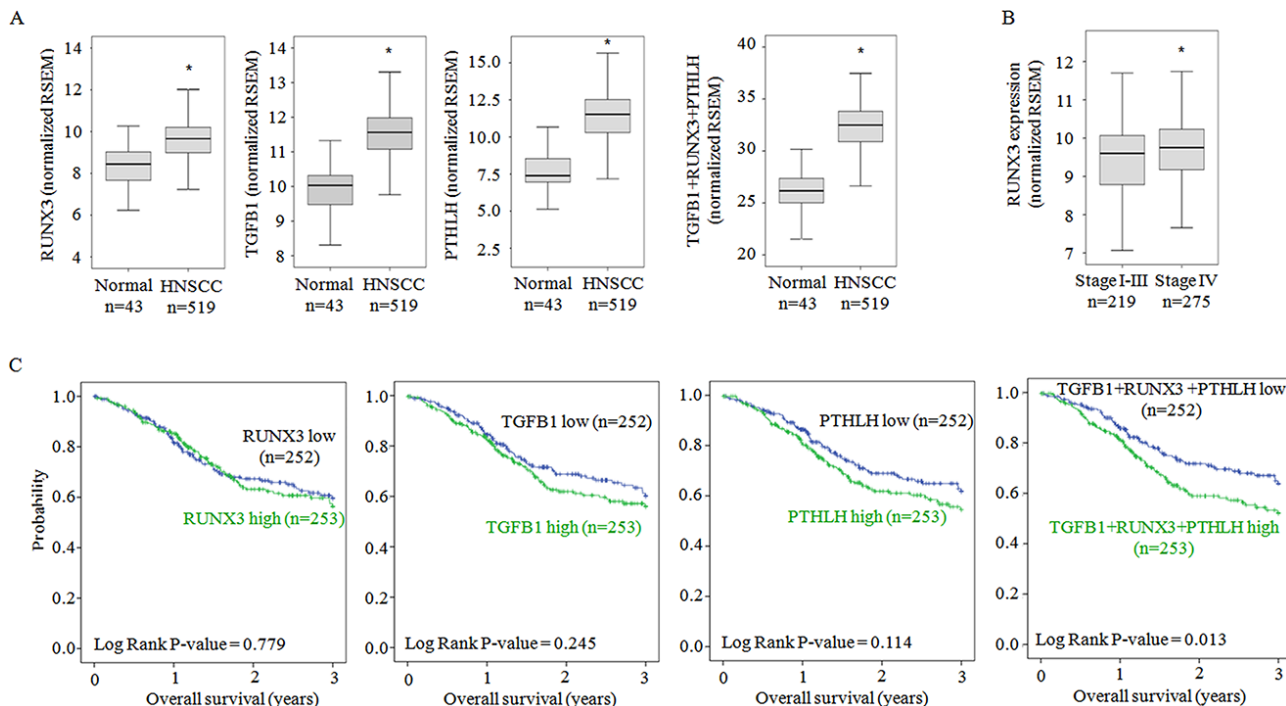 A
RUNX3 (normalized RSEM)
14
12
10
8
6
4
*
Normal
n=43
HNSCC
n=519
TGFB1 (normalized RSEM)
14
13
12
11
10
9
8
*
Normal
n=43
HNSCC
n=519
PTHLH (normalized RSEM)
15.0
12.5
10.0
7.5
5.0
2.5
*
Normal
n=43
HNSCC
n=519
TGFB1+RUNX3+PTHLH
(normalized RSEM)
40
35
30
25
20
*
Normal
n=43
HNSCC
n=519
B
RUNX3 expression
(normalized RSEM)
12
11
10
9
8
7
*
Stage I-III
n=219
Stage IV
n=275
C
Probability
1.0
0.8
0.6
0.4
0.2
0.0
RUNX3 low
(n=252)
RUNX3 high (n=253)
Log Rank P-value = 0.779
0 1 2 3
Overall survival (years)
1.0
0.8
0.6
0.4
0.2
0.0
TGFB1 low (n=252)
TGFB1 high (n=253)
Log Rank P-value = 0.245
0 1 2 3
Overall survival (years)
1.0
0.8
0.6
0.4
0.2
0.0
PTHLH low (n=252)
PTHLH high (n=253)
Log Rank P-value = 0.114
0 1 2 3
Overall survival (years)
1.0
0.8
0.6
0.4
0.2
0.0
TGFB1+RUNX3 +PTHLH low
(n=252)
TGFB1+RUNX3+PTHLH high
(n=253)
Log Rank P-value = 0.013
0 1 2 3
Overall survival (years)